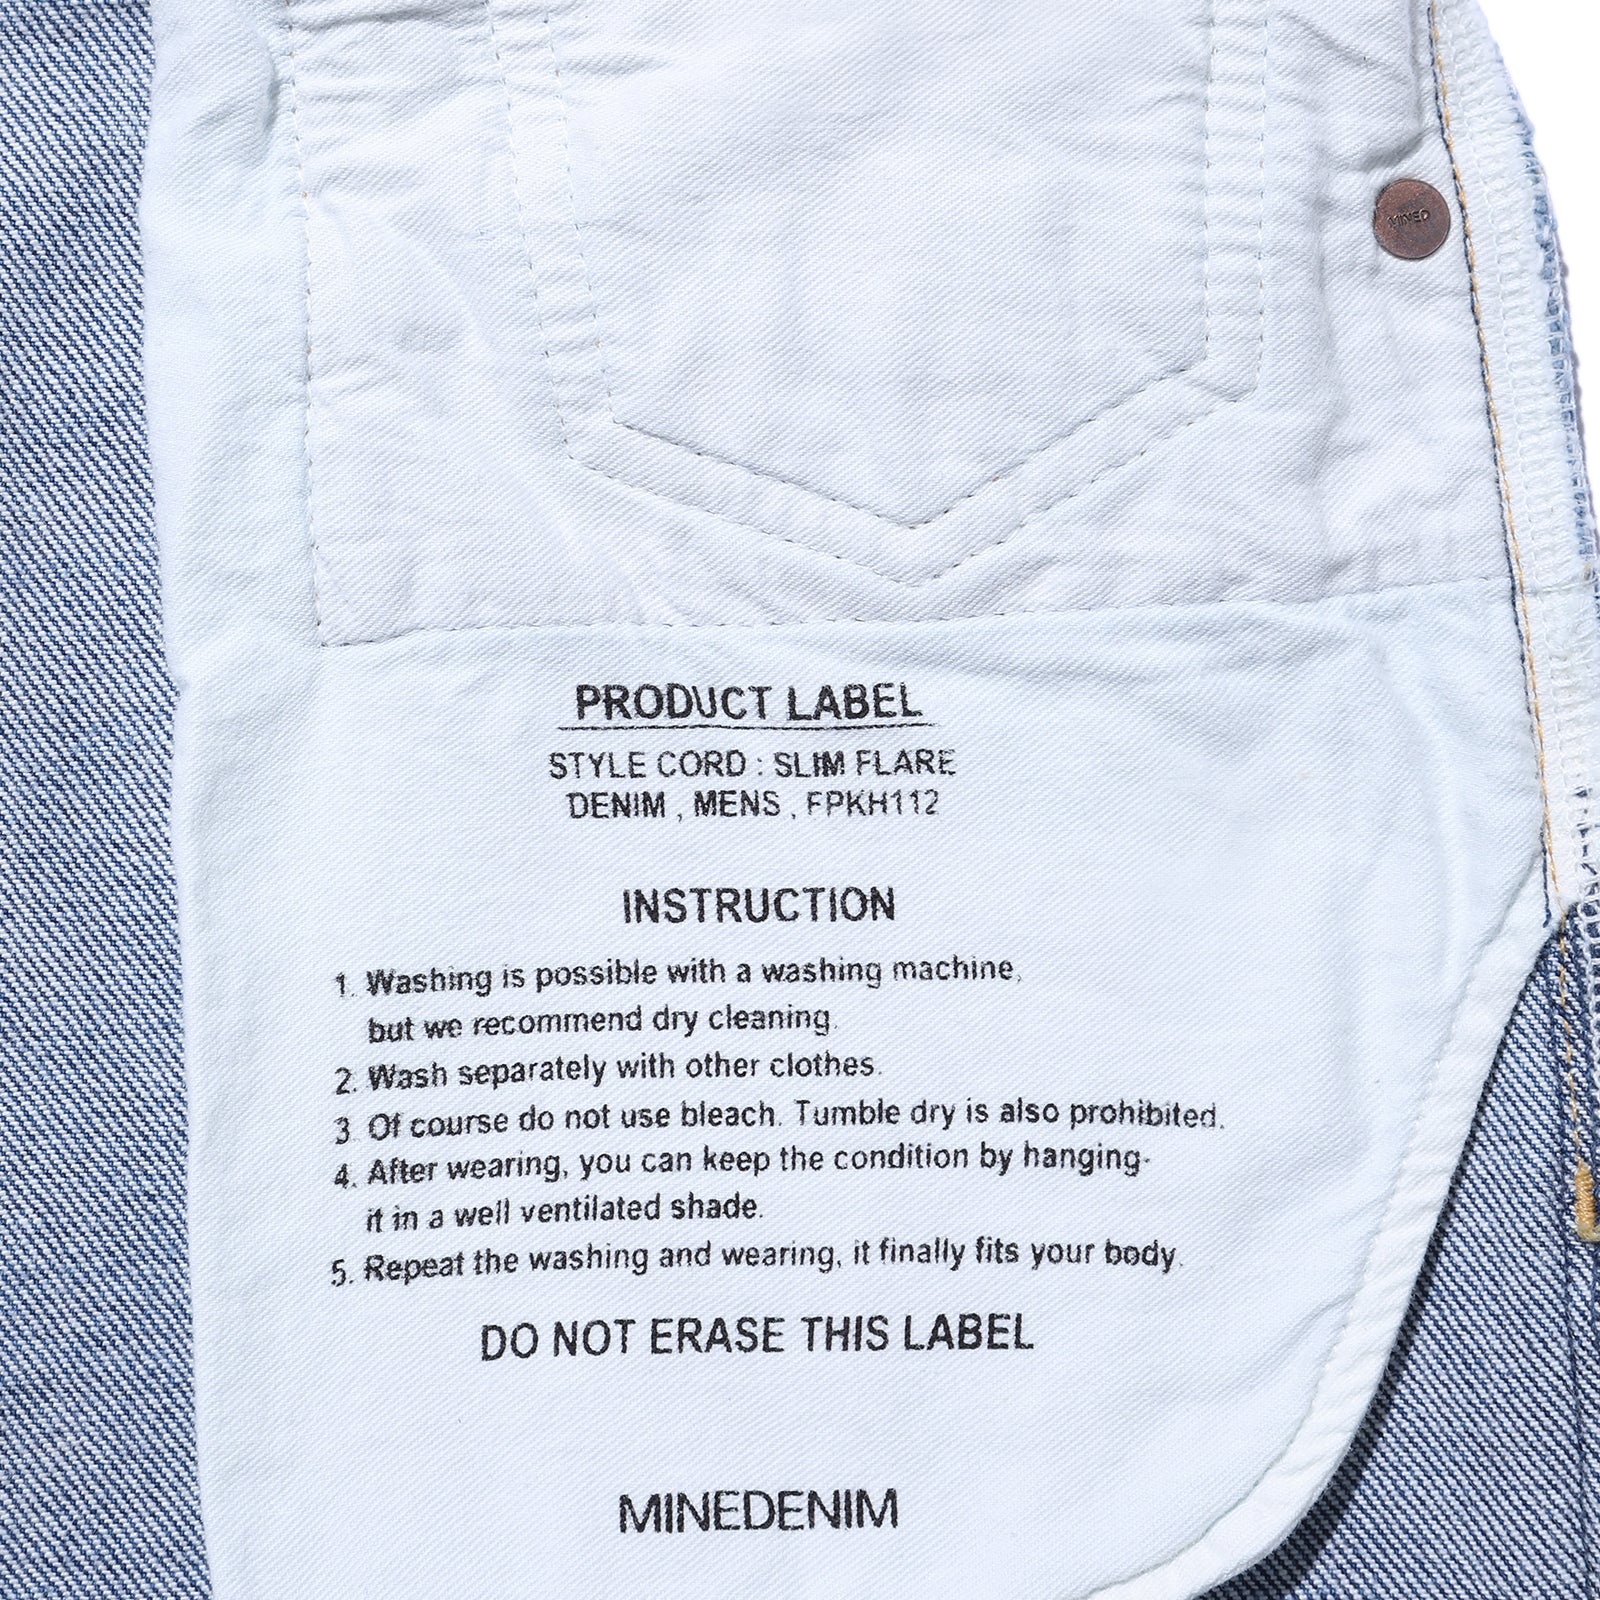 MINED
PRODUCT LABEL
STYLE CORD : SLIM FLARE
DENIM , MENS , FPKH112
INSTRUCTION
1. Washing is possible with a washing machine,
but we recommend dry cleaning.
2. Wash separately with other clothes.
3. Of course do not use bleach. Tumble dry is also prohibited.
4. After wearing, you can keep the condition by hanging-
it in a well ventilated shade.
5. Repeat the washing and wearing, it finally fits your body.
DO NOT ERASE THIS LABEL
MINEDENIM